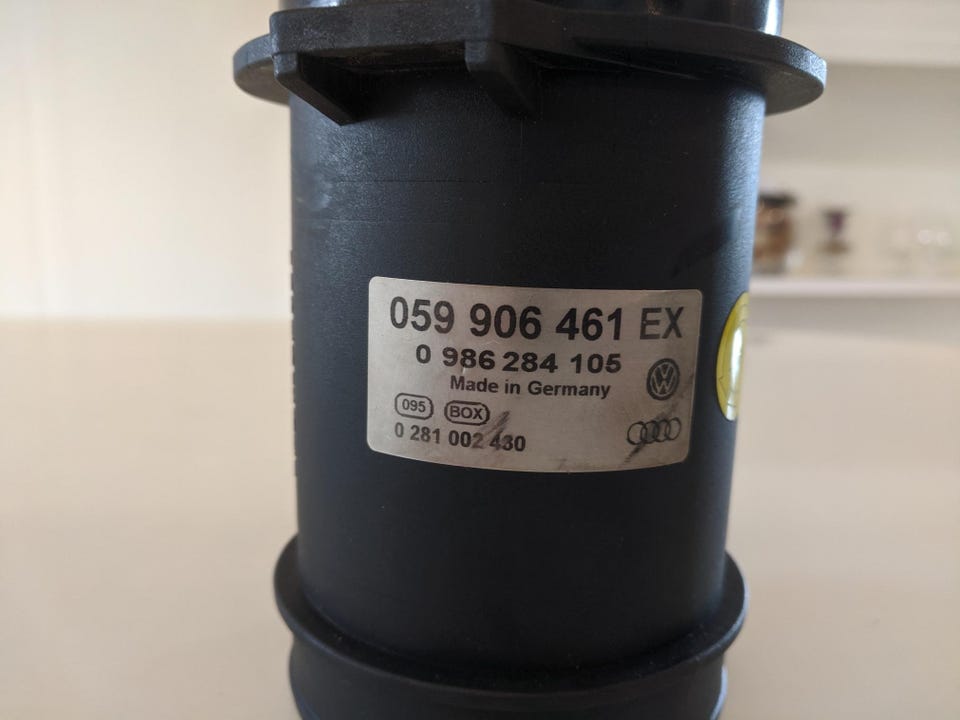 059 906 461 EX
0 986 284 105
Made in Germany
095 BOX
0 281 002 430